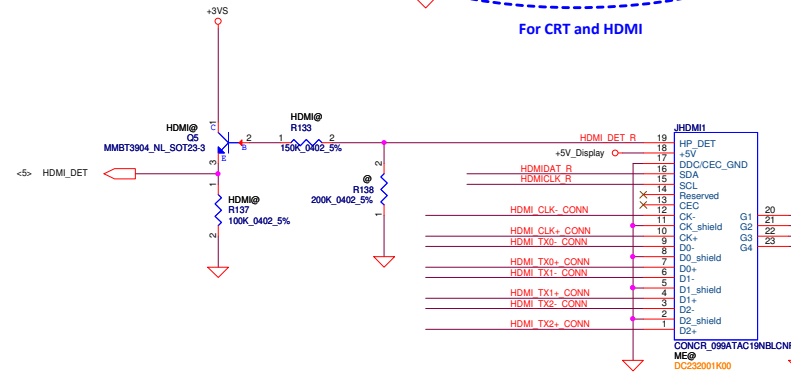 +3VS
For CRT and HDMI
HDMI@
Q5
MMBT3904_NL_SOT23-3
1
C
2
B
E
3
HDMI@
R133
1
2
150K_0402_5%
<5> HDMI_DET
1
HDMI@
R137
100K_0402_5%
2
2
@
R138
200K_0402_5%
1
JHDMI1
HDMI_DET_R 19 HP_DET
+5V_Display 18 +5V
17 DDC/CEC_GND
HDMIDAT_R 16 SDA
HDMICLK_R 15 SCL
14 Reserved
13 CEC
HDMI_CLK-_CONN 12 CK- G1 20
11 CK_shield G2 21
HDMI_CLK+_CONN 10 CK+ G3 22
HDMI_TX0-_CONN 9 D0- G4 23
8 D0_shield
HDMI_TX0+_CONN 7 D0+
HDMI_TX1-_CONN 6 D1-
5 D1_shield
HDMI_TX1+_CONN 4 D1+
HDMI_TX2-_CONN 3 D2-
2 D2_shield
HDMI_TX2+_CONN 1 D2+
CONCR_099ATAC19NBLCNF
ME@
DC232001K00